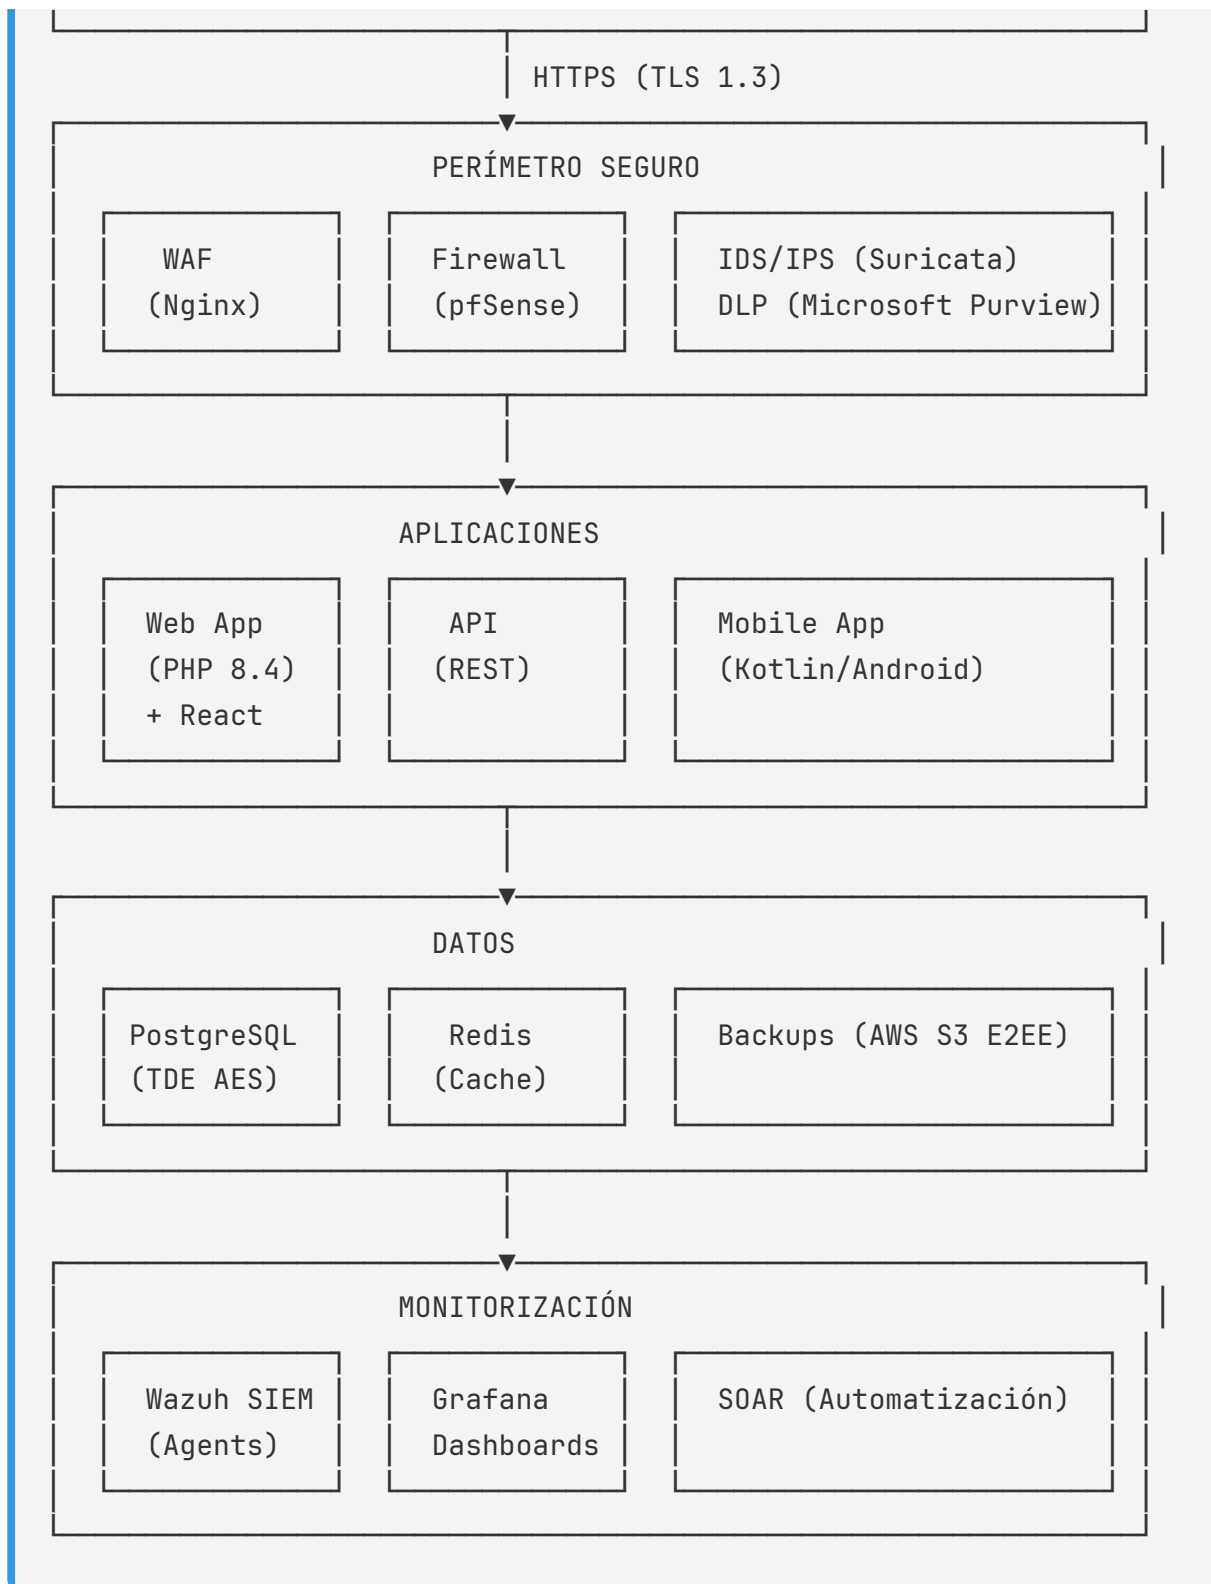 HTTPS (TLS 1.3)
PERÍMETRO SEGURO
WAF Firewall IDS/IPS (Suricata)
(Nginx) (pfSense) DLP (Microsoft Purview)
APLICACIONES
Web App API Mobile App
(PHP 8.4) (REST) (Kotlin/Android)
+ React
DATOS
PostgreSQL Redis Backups (AWS S3 E2EE)
(TDE AES) (Cache)
MONITORIZACIÓN
Wazuh SIEM Grafana SOAR (Automatización)
(Agents) Dashboards